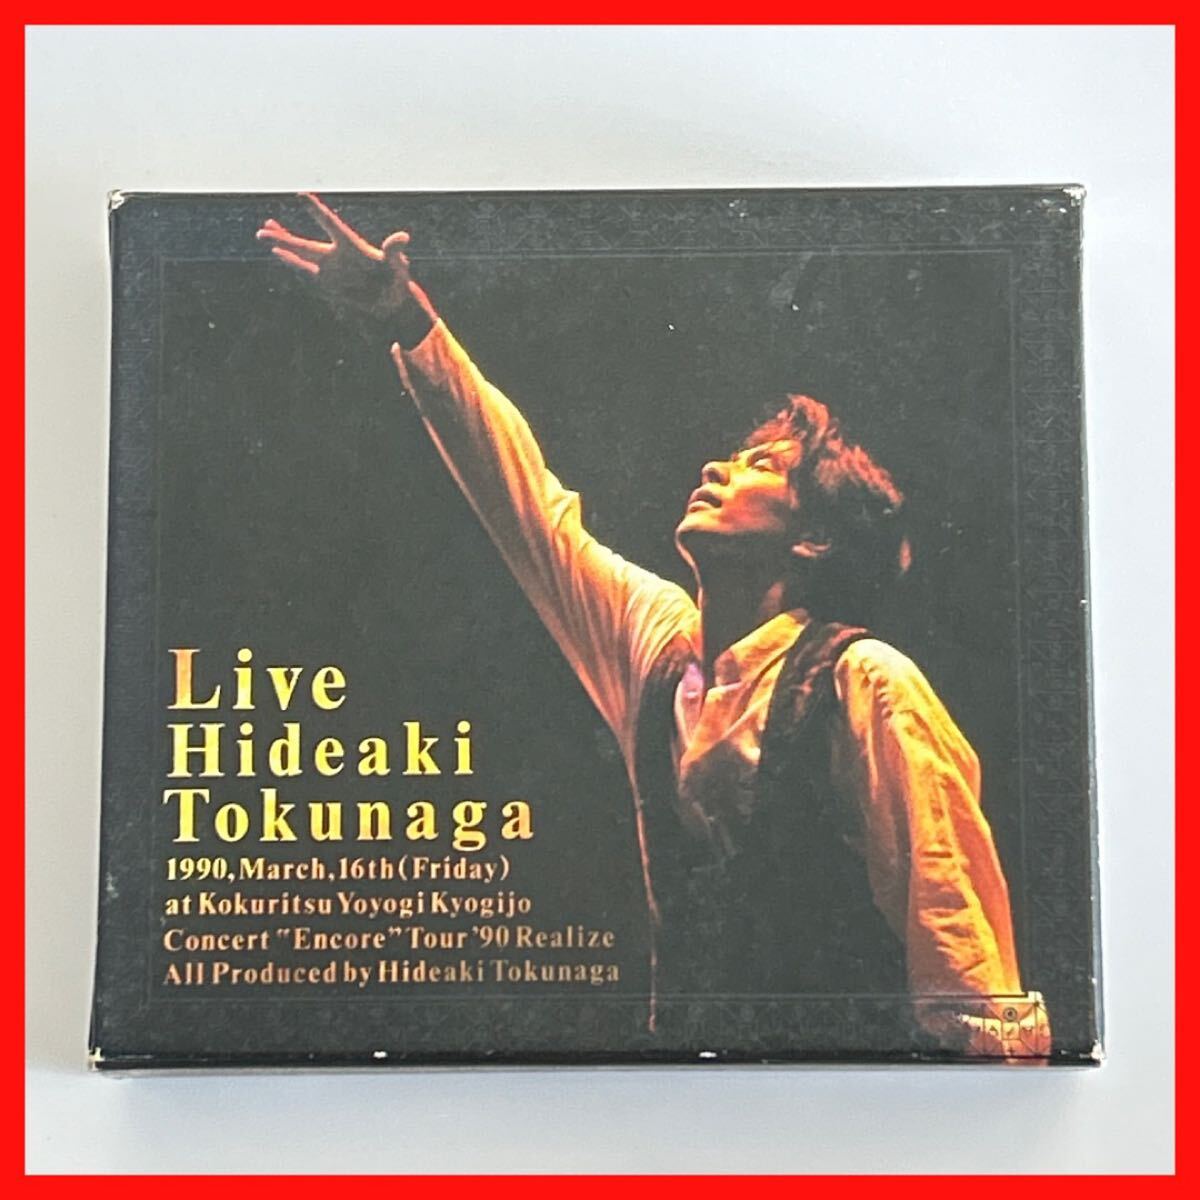 Live
Hideaki
Tokunaga
1990,March,16th(Friday)
at Kokuritsu Yoyogi Kyogijo
Concert "Encore" Tour '90 Realize
All Produced by Hideaki Tokunaga